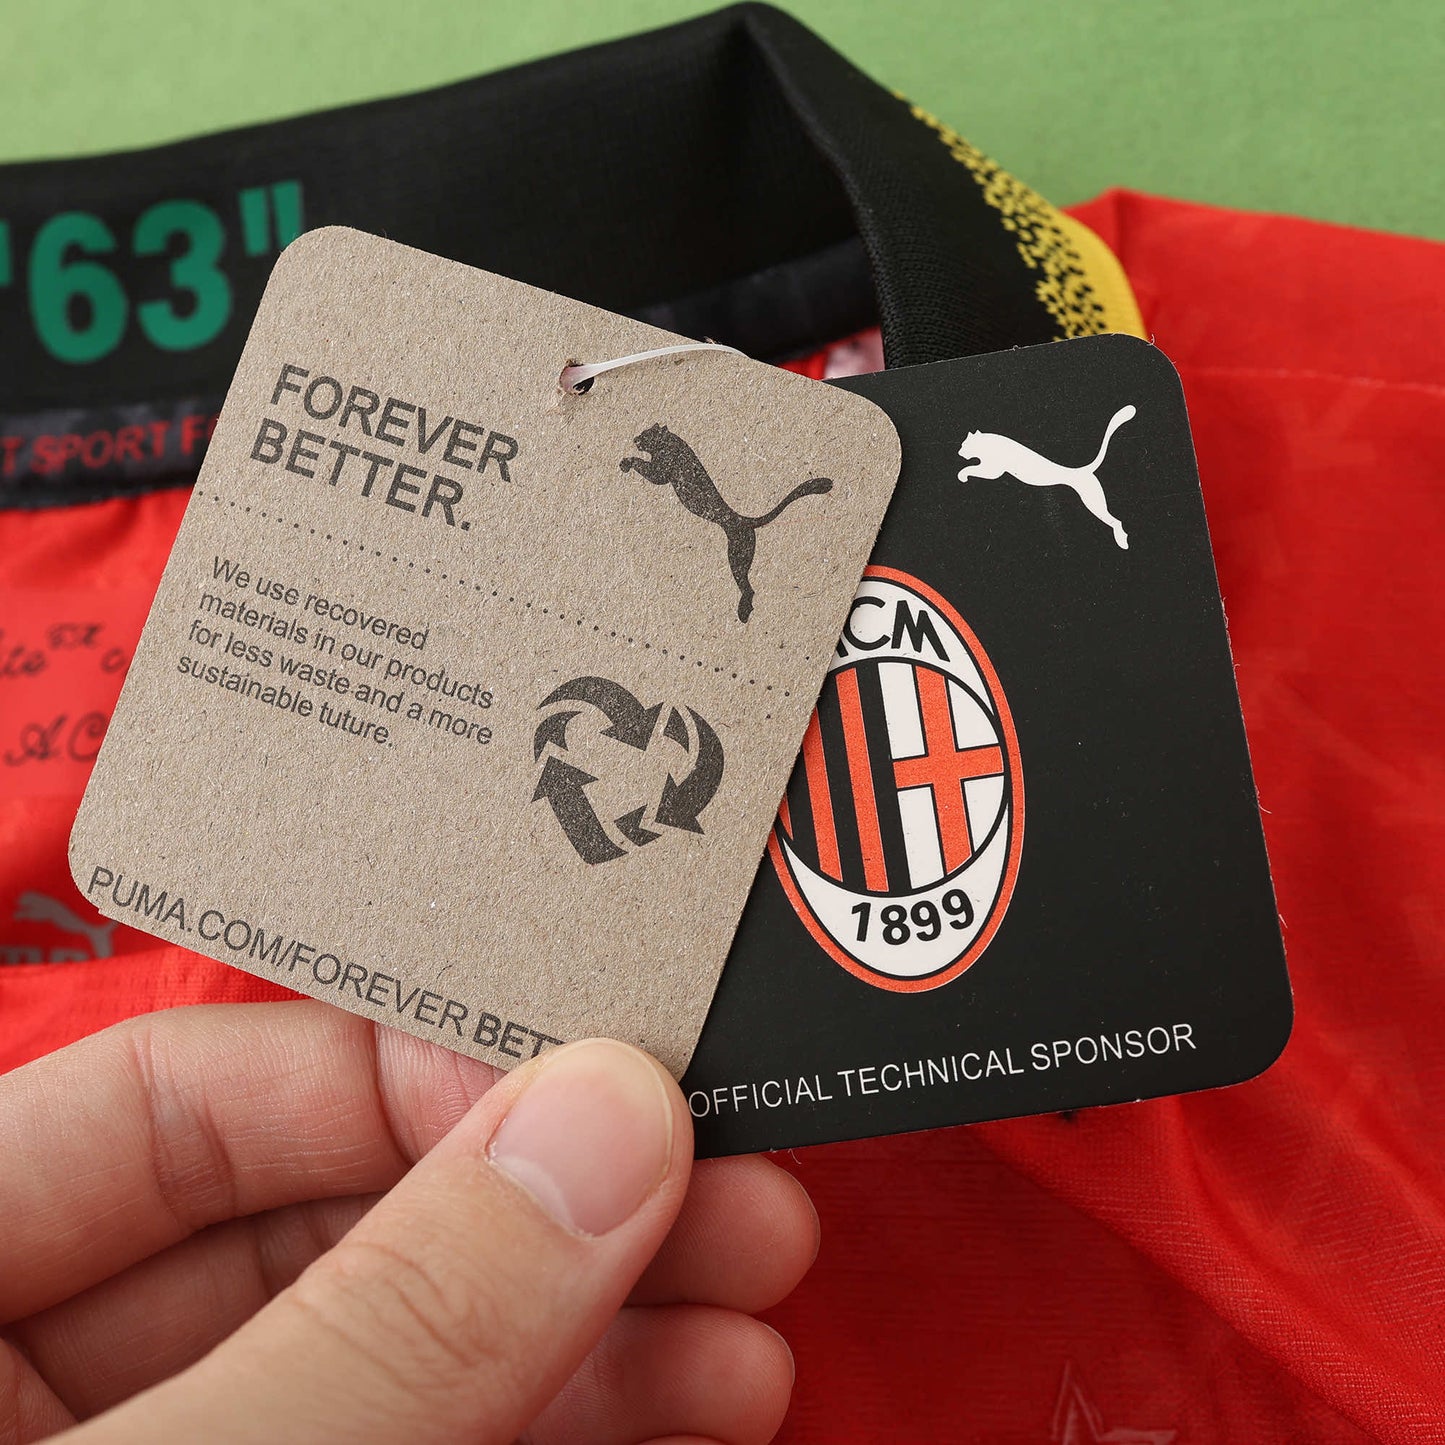 "63"
T SPORT F
FOREVER
BETTER.
We use recovered
materials in our products
for less waste and a more
sustainable tuture.
PUMA.COM/FOREVER BET
ACM
1899
OFFICIAL TECHNICAL SPONSOR
A.C